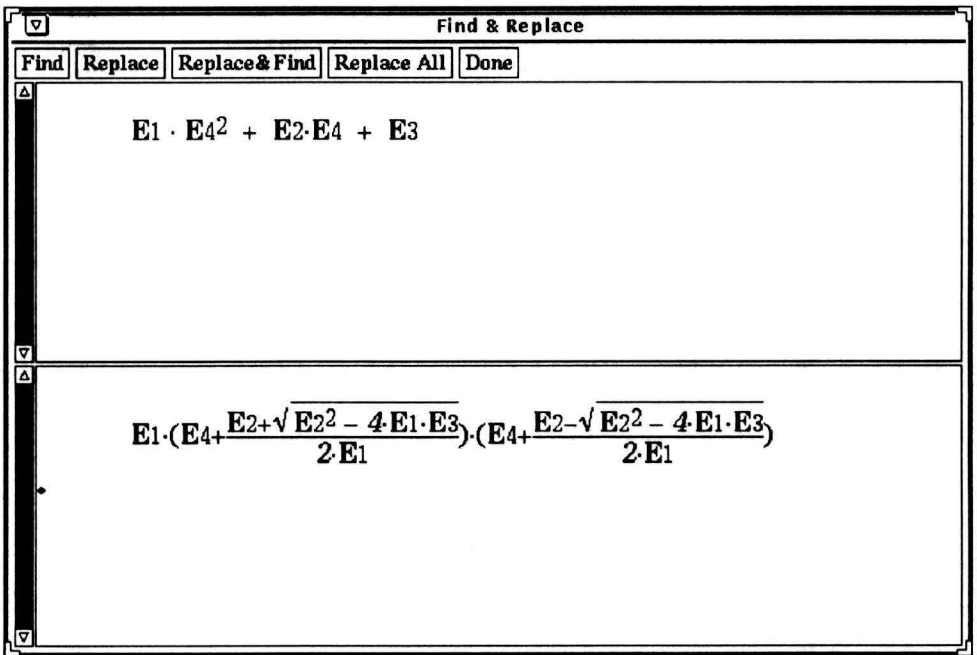 Find & Replace
Find Replace Replace&Find Replace All Done
E1 · E4² + E2·E4 + E3
E1·(E4+(E2+√(E2² − 4·E1·E3))/(2·E1))·(E4+(E2−√(E2² − 4·E1·E3))/(2·E1))